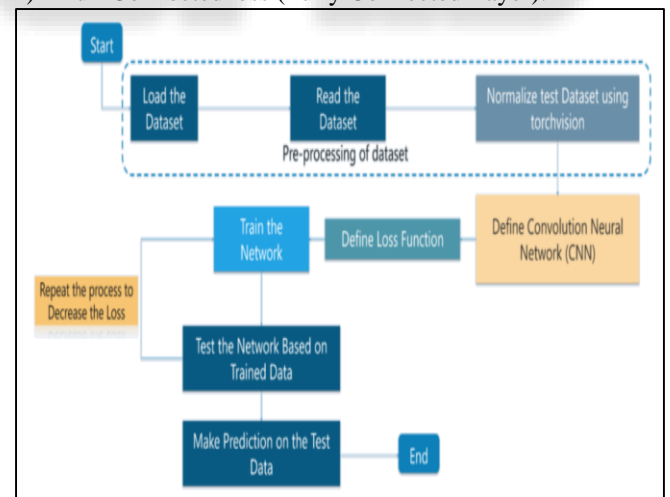 Start
Load the
Dataset
Read the
Dataset
Normalize test Dataset using
torchvision
Pre-processing of dataset
Train the
Network
Define Loss Function
Define Convolution Neural
Network (CNN)
Repeat the process to
Decrease the Loss
Test the Network Based on
Trained Data
Make Prediction on the Test
Data
End